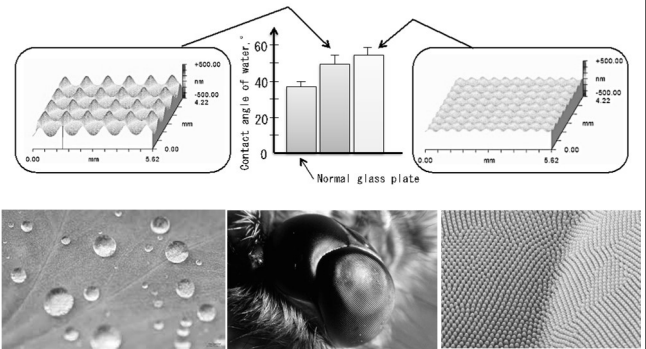 +500.00
nm
-500.00
4.22
mm
0.00
0.00
mm
5.62
Contact angle of water,°
60
40
20
0
Normal glass plate
+500.00
nm
-500.00
4.22
mm
0.00
0.00
mm
5.62